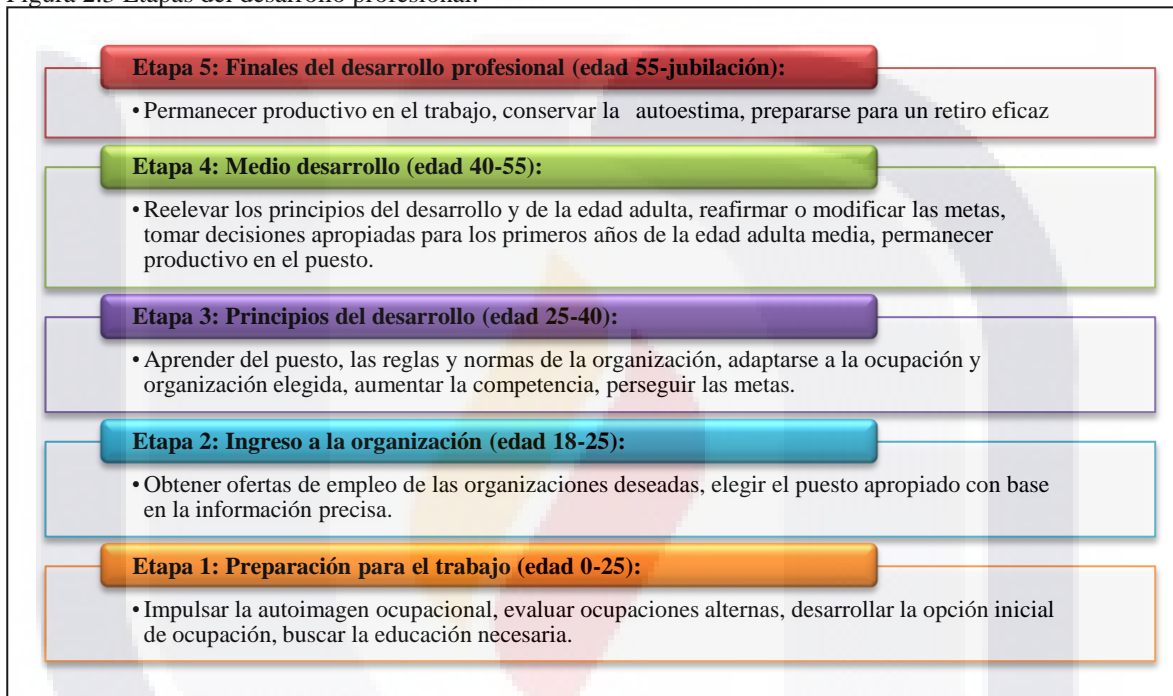 Figura 2.3 Etapas del desarrollo profesional.
Etapa 5: Finales del desarrollo profesional (edad 55-jubilación):
• Permanecer productivo en el trabajo, conservar la autoestima, prepararse para un retiro eficaz
Etapa 4: Medio desarrollo (edad 40-55):
• Reelevar los principios del desarrollo y de la edad adulta, reafirmar o modificar las metas,
tomar decisiones apropiadas para los primeros años de la edad adulta media, permanecer
productivo en el puesto.
Etapa 3: Principios del desarrollo (edad 25-40):
• Aprender del puesto, las reglas y normas de la organización, adaptarse a la ocupación y
organización elegida, aumentar la competencia, perseguir las metas.
Etapa 2: Ingreso a la organización (edad 18-25):
• Obtener ofertas de empleo de las organizaciones deseadas, elegir el puesto apropiado con base
en la información precisa.
Etapa 1: Preparación para el trabajo (edad 0-25):
• Impulsar la autoimagen ocupacional, evaluar ocupaciones alternas, desarrollar la opción inicial
de ocupación, buscar la educación necesaria.